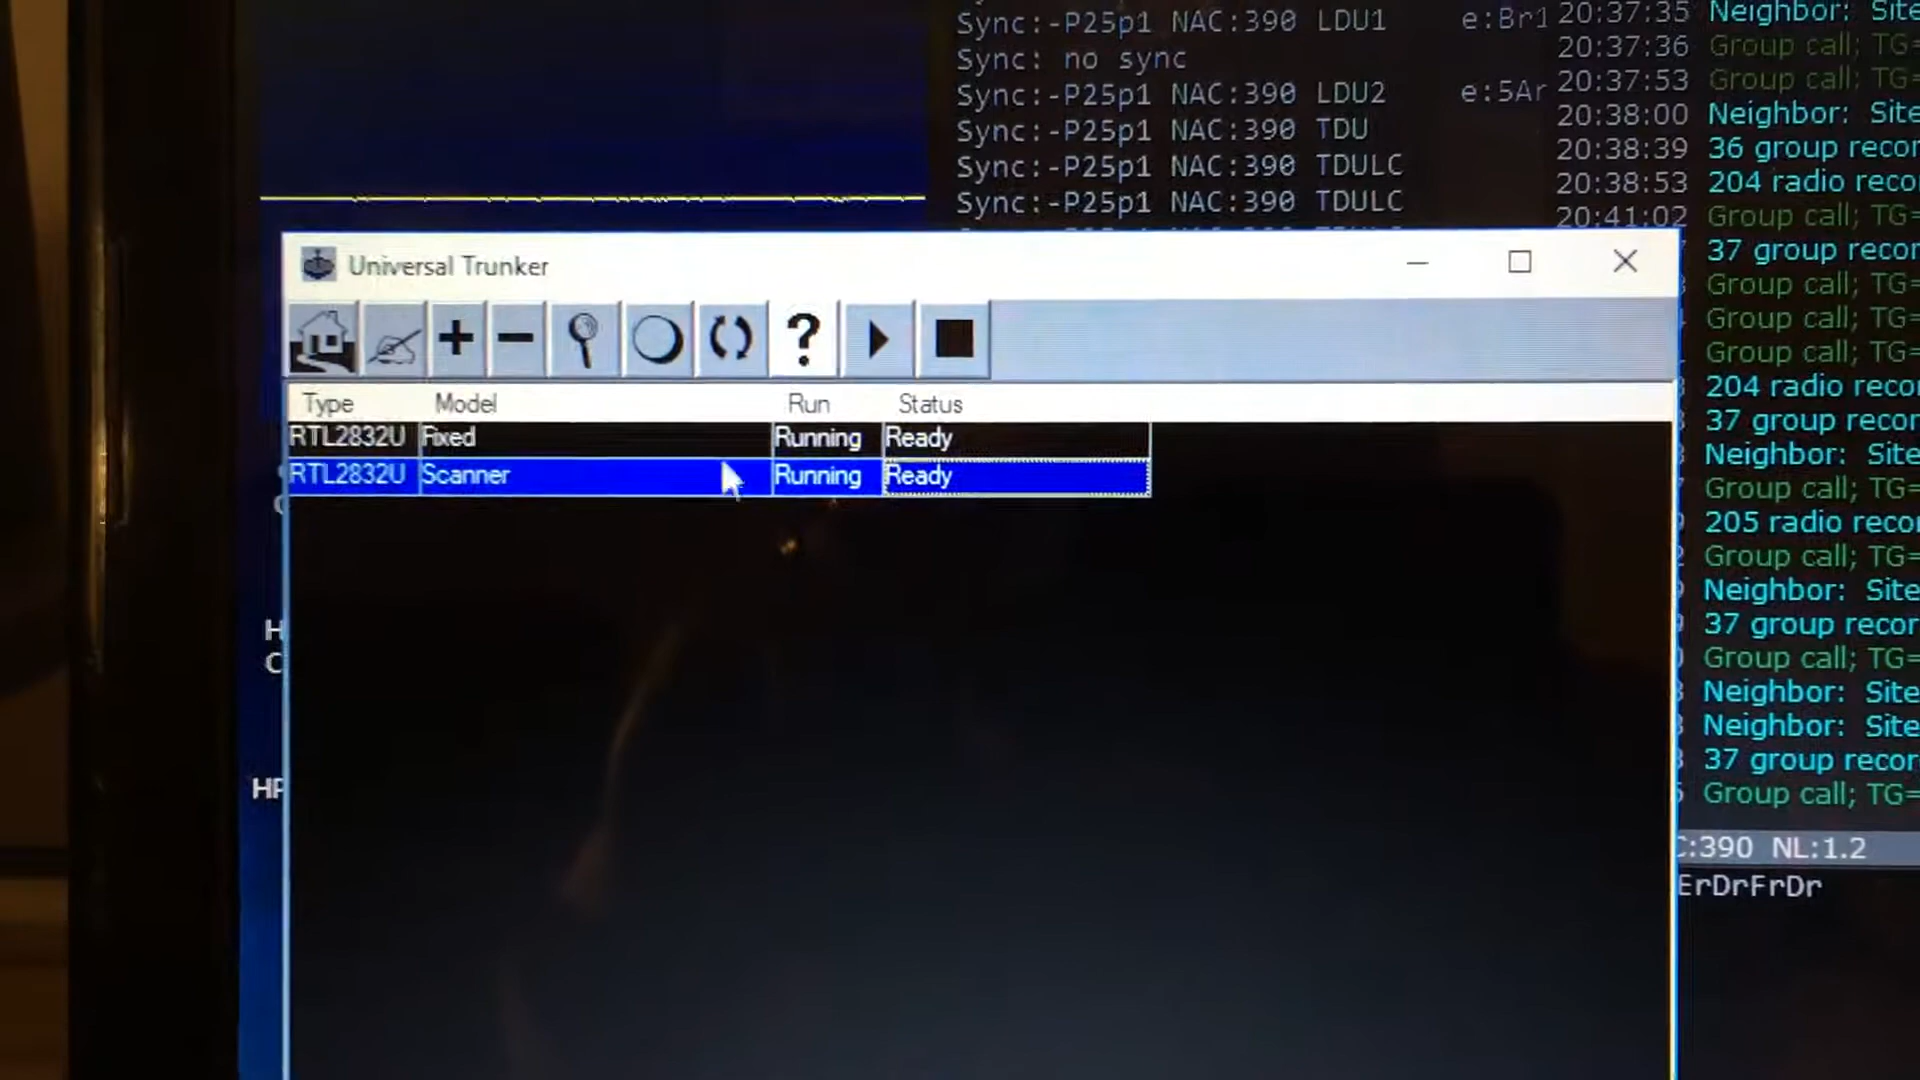 Sync:-P25p1 NAC:390 LDU1 e:Br1
Sync: no sync
Sync:-P25p1 NAC:390 LDU2 e:5Ar
Sync:-P25p1 NAC:390 TDU
Sync:-P25p1 NAC:390 TDULC
Sync:-P25p1 NAC:390 TDULC
20:37:35 Neighbor: Site
20:37:36 Group call; TG=
20:37:53 Group call; TG=
20:38:00 Neighbor: Site
20:38:39 36 group recor
20:38:53 204 radio reco
20:41:02 Group call; TG=
37 group recor
Group call; TG=
Group call; TG=
Group call; TG=
204 radio reco
37 group recor
Neighbor: Site
Group call; TG=
205 radio reco
Group call; TG=
Neighbor: Site
37 group recor
Group call; TG=
Neighbor: Site
Neighbor: Site
37 group recor
Group call; TG=
C:390 NL:1.2
ErDrFrDr
Universal Trunker
?
Type Model Run Status
RTL2832U Fixed Running Ready
RTL2832U Scanner Running Ready
H
C
HP